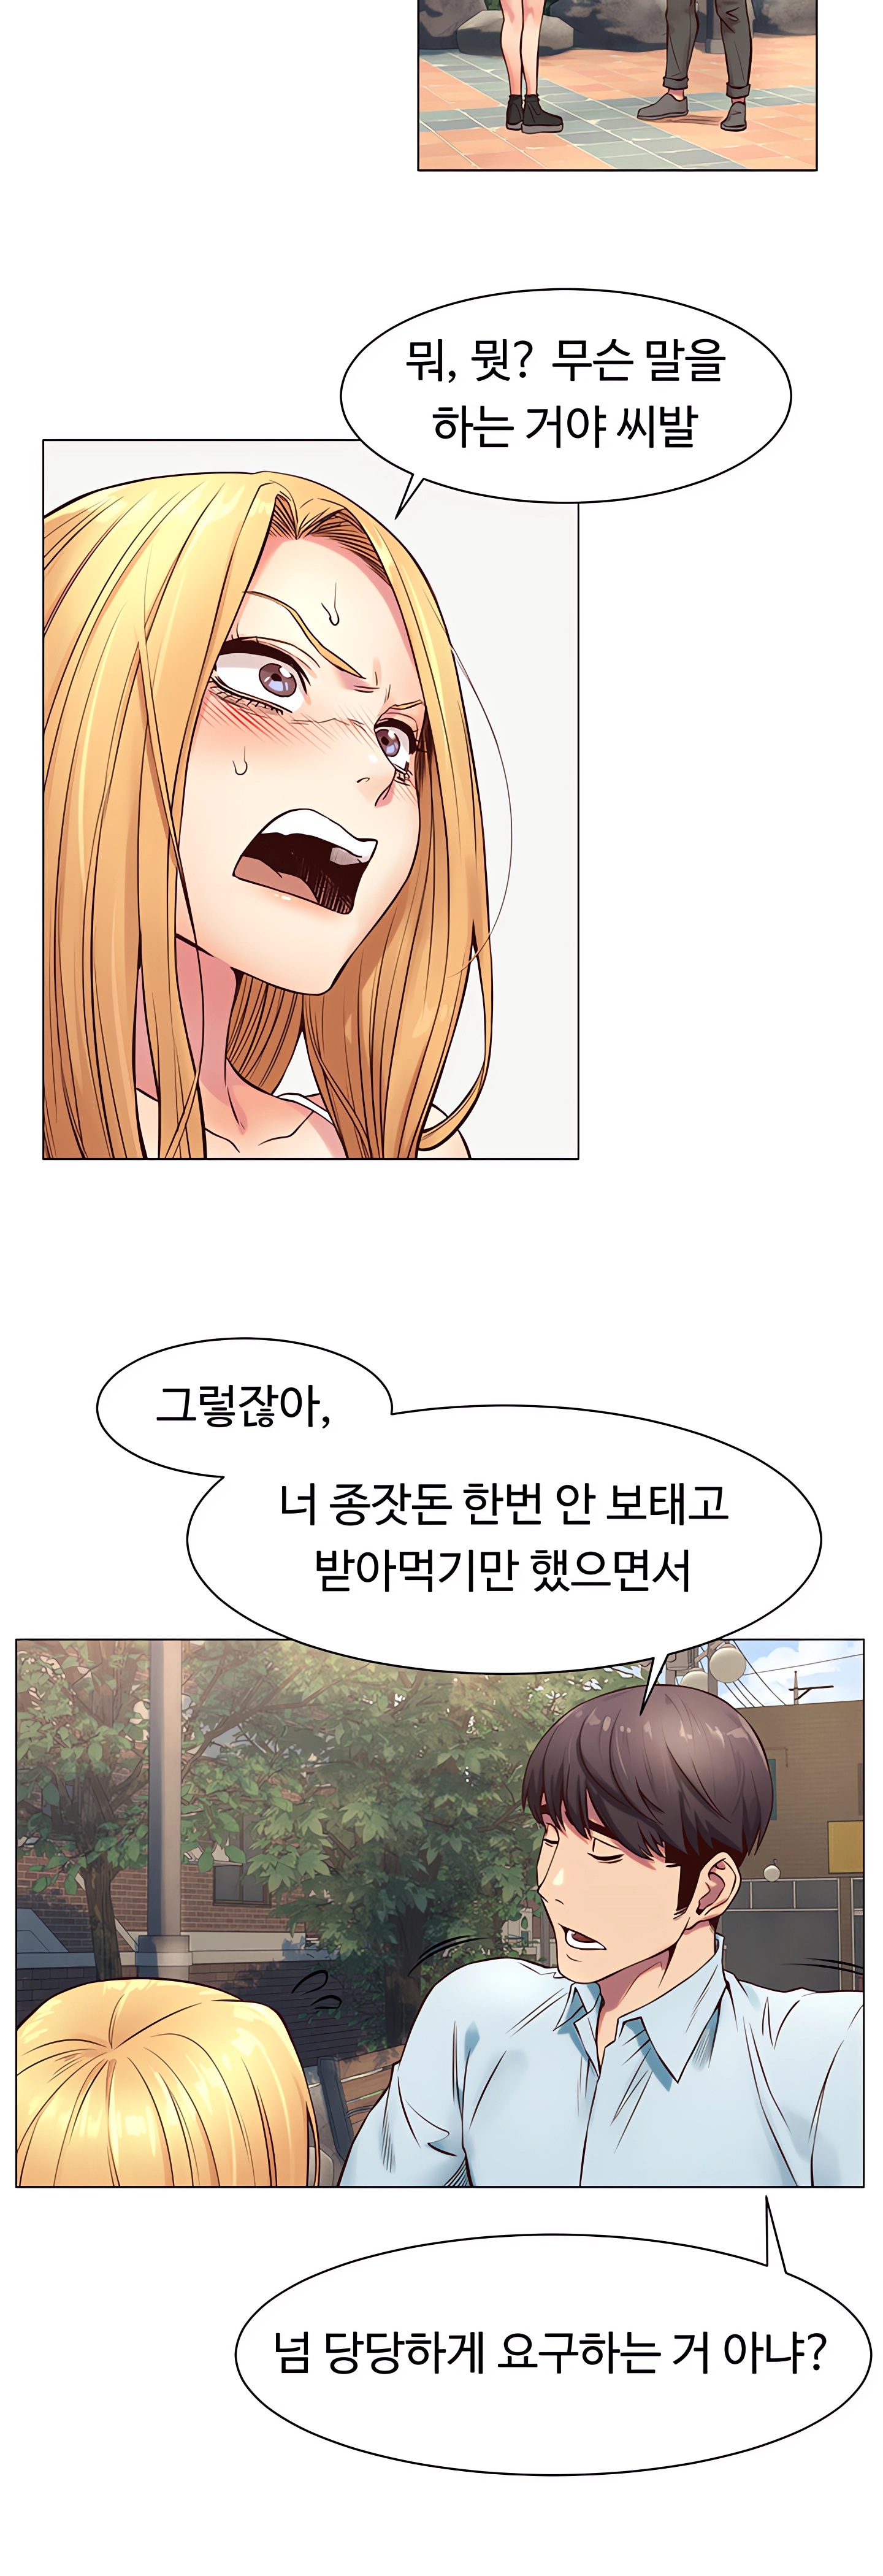 뭐, 뭣? 무슨 말을
하는 거야 씨발
그렇잖아,
너 종잣돈 한번 안 보태고
받아먹기만 했으면서
넘 당당하게 요구하는 거 아냐?